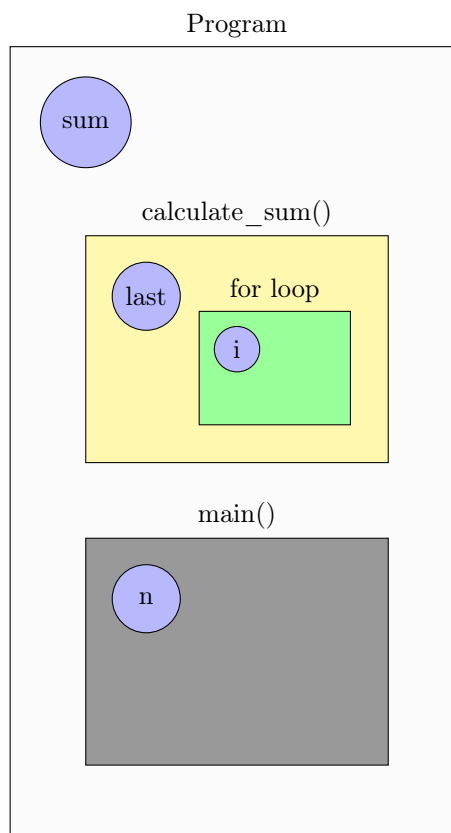 Program
sum
calculate_sum()
last
for loop
i
main()
n